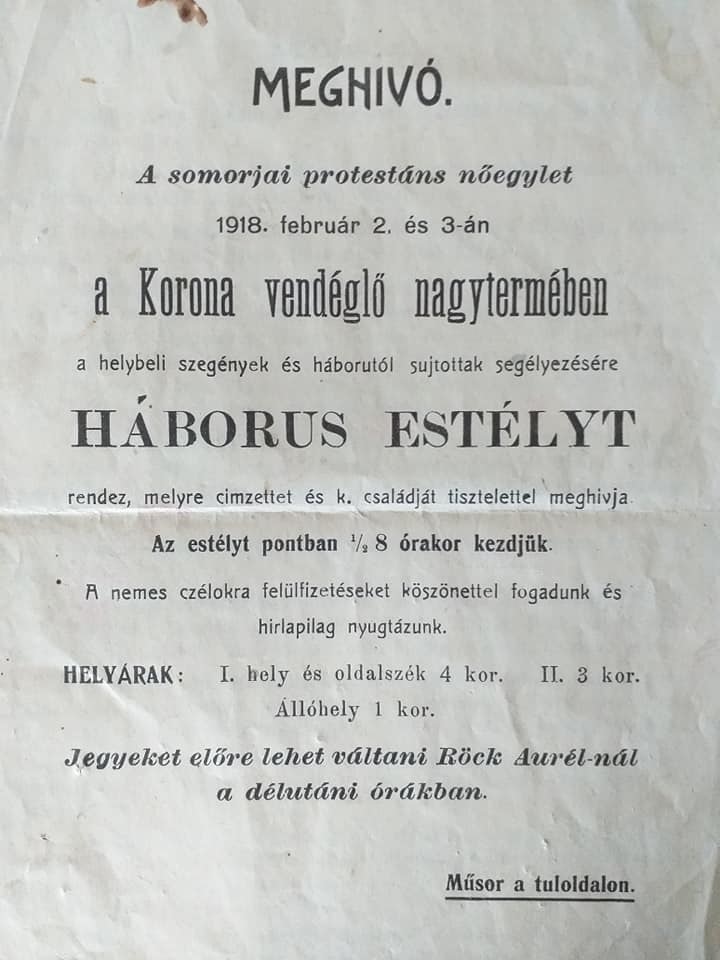 MEGHIVÓ.
A somorjai protestáns nőegylet
1918. február 2. és 3-án
a Korona vendéglő nagytermében
a helybeli szegények és háborutól sujtottak segélyezésére
HÁBORUS ESTÉLYT
rendez, melyre cimzettet és k. családját tisztelettel meghivja.
Az estélyt pontban ½ 8 órakor kezdjük.
A nemes czélokra felülfizetéseket köszönettel fogadunk és
hirlapilag nyugtázunk.
HELYÁRAK: I. hely és oldalszék 4 kor. II. 3 kor.
Állóhely 1 kor.
Jegyeket előre lehet váltani Röck Aurél-nál
a délutáni órákban.
Műsor a tuloldalon.